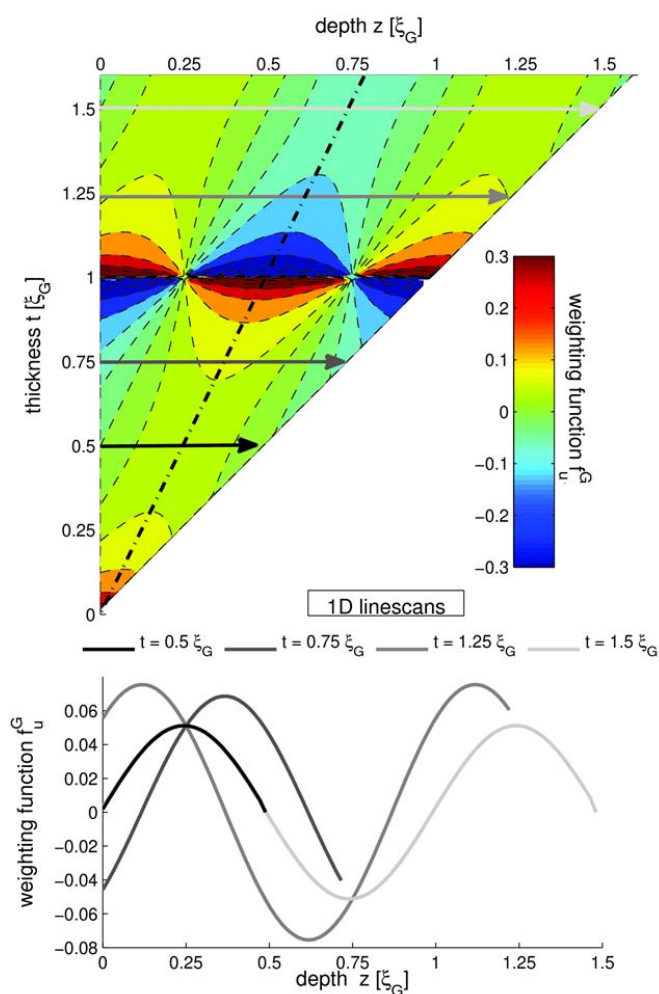 depth z [ξ_G]
0 0.25 0.5 0.75 1 1.25 1.5
thickness t [ξ_G]
1.5
1.25
1
0.75
0.5
0.25
0
0.3
0.2
0.1
0
−0.1
−0.2
−0.3
weighting function f_u^G
1D linescans
t = 0.5 ξ_G t = 0.75 ξ_G t = 1.25 ξ_G t = 1.5 ξ_G
weighting function f_u^G
0.06
0.04
0.02
0
−0.02
−0.04
−0.06
−0.08
0 0.25 0.5 0.75 1 1.25 1.5
depth z [ξ_G]